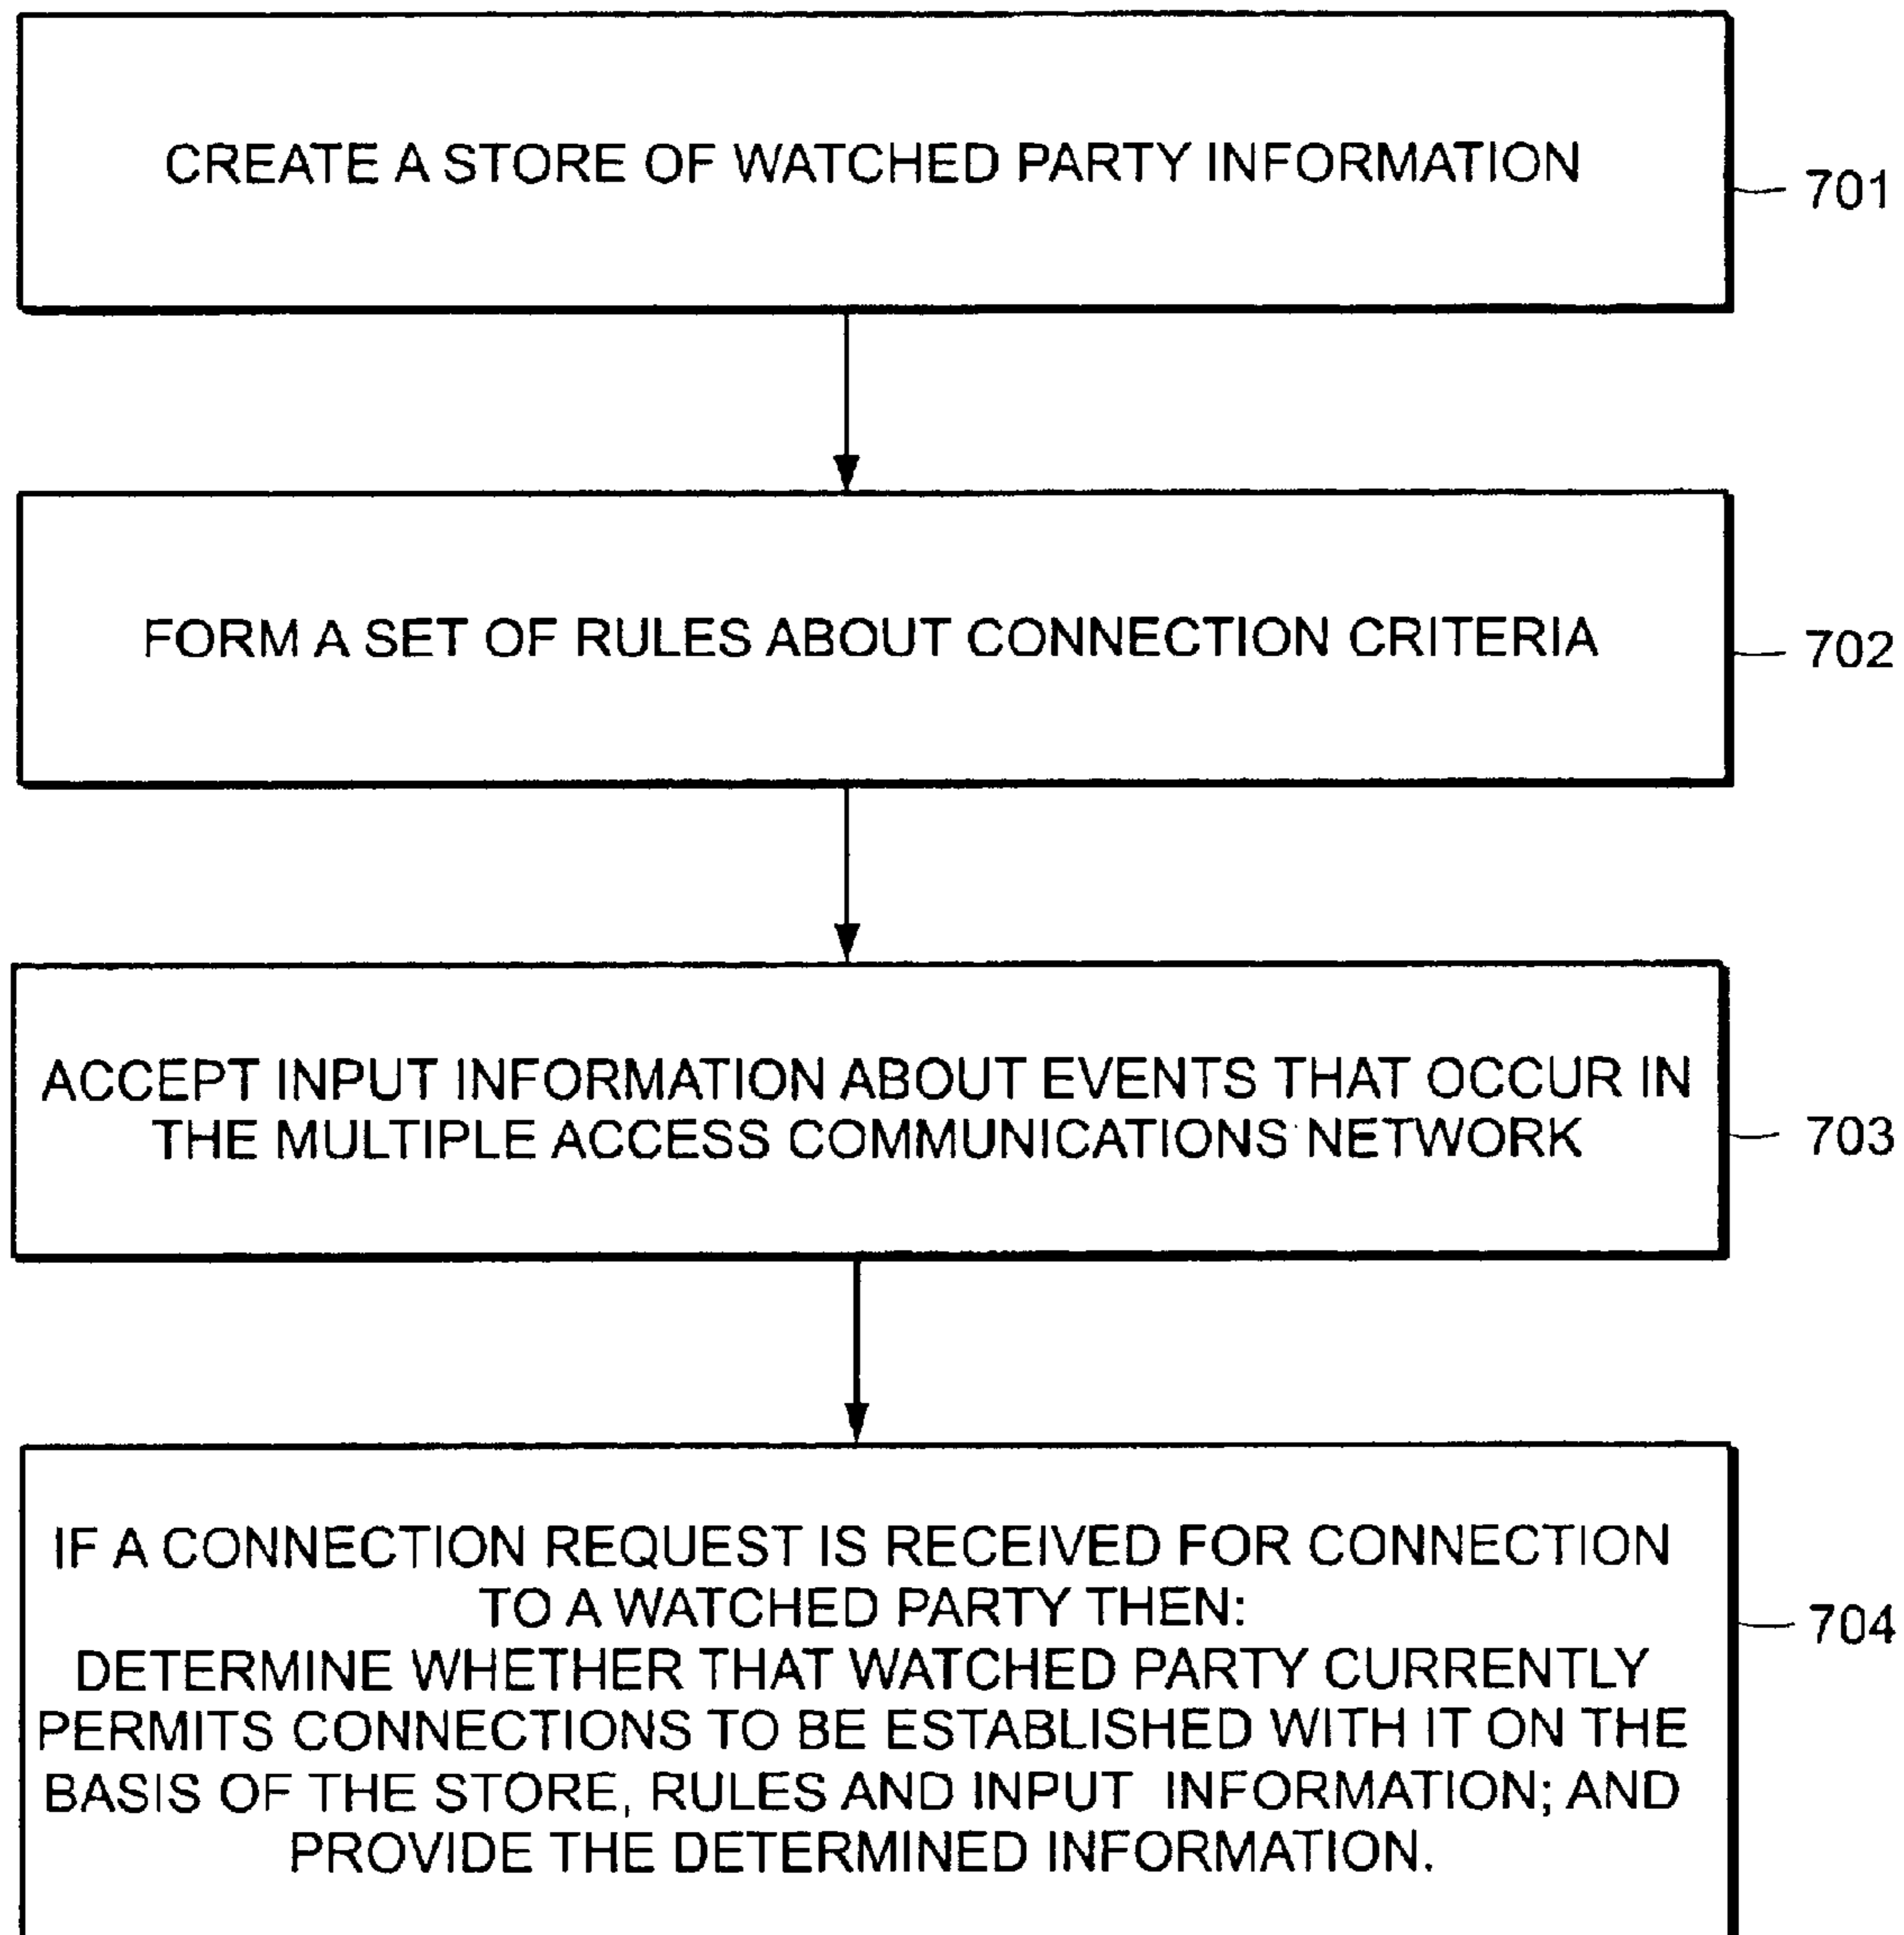 CREATE A STORE OF WATCHED PARTY INFORMATION
701
FORM A SET OF RULES ABOUT CONNECTION CRITERIA
702
ACCEPT INPUT INFORMATION ABOUT EVENTS THAT OCCUR IN
THE MULTIPLE ACCESS COMMUNICATIONS NETWORK
703
IF A CONNECTION REQUEST IS RECEIVED FOR CONNECTION
TO A WATCHED PARTY THEN:
DETERMINE WHETHER THAT WATCHED PARTY CURRENTLY
PERMITS CONNECTIONS TO BE ESTABLISHED WITH IT ON THE
BASIS OF THE STORE, RULES AND INPUT INFORMATION; AND
PROVIDE THE DETERMINED INFORMATION.
704